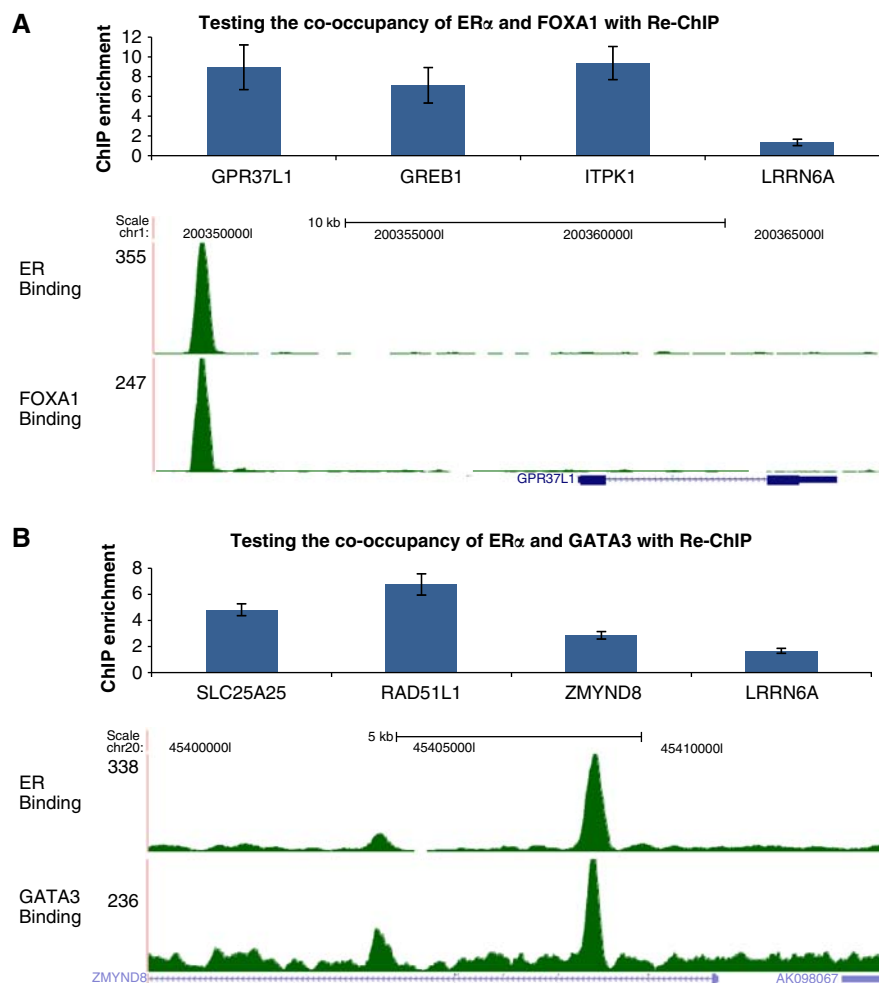 A
Testing the co-occupancy of ERα and FOXA1 with Re-ChIP
ChIP enrichment
12
10
8
6
4
2
0
GPR37L1 GREB1 ITPK1 LRRN6A
Scale
chr1:
10 kb
200350000l 200355000l 200360000l 200365000l
ER
Binding
355
FOXA1
Binding
247
GPR37L1
B
Testing the co-occupancy of ERα and GATA3 with Re-ChIP
ChIP enrichment
8
6
4
2
0
SLC25A25 RAD51L1 ZMYND8 LRRN6A
Scale
chr20:
5 kb
45400000l 45405000l 45410000l
ER
Binding
338
GATA3
Binding
236
ZMYND8
AK098067